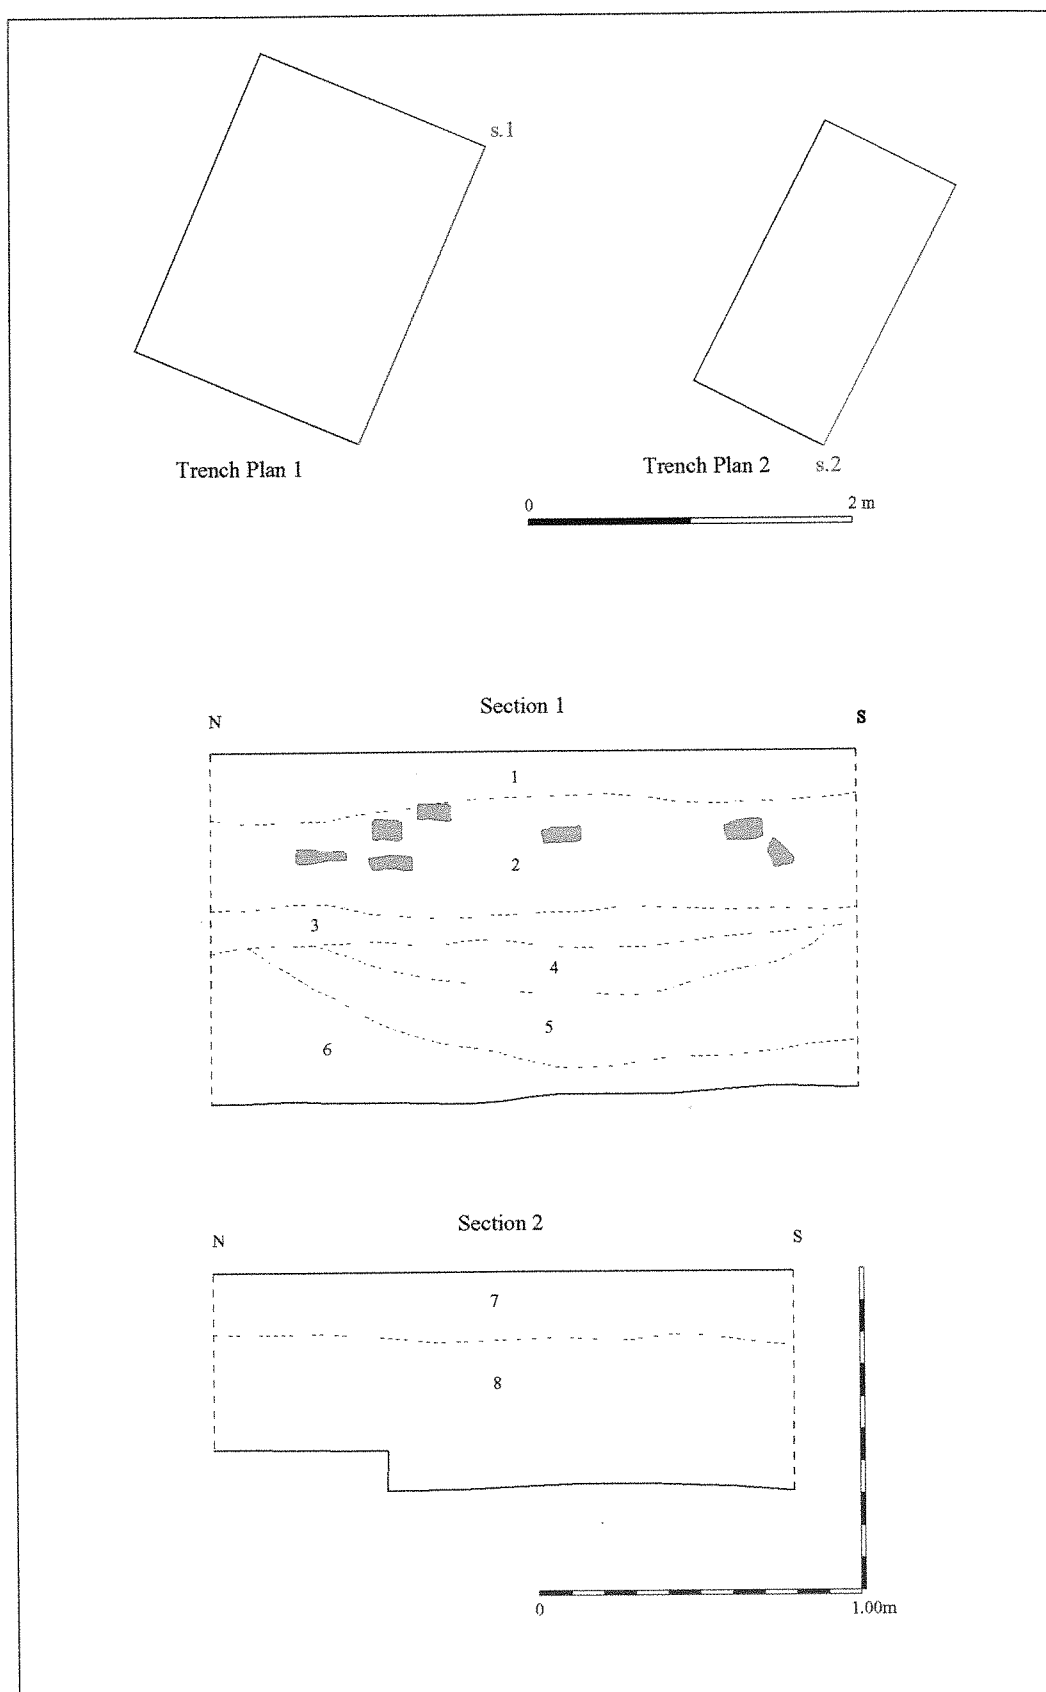 s.1
Trench Plan 1
Trench Plan 2 s.2
0 2 m
Section 1
N S
1
2
3
4
5
6
Section 2
N S
7
8
0 1.00m